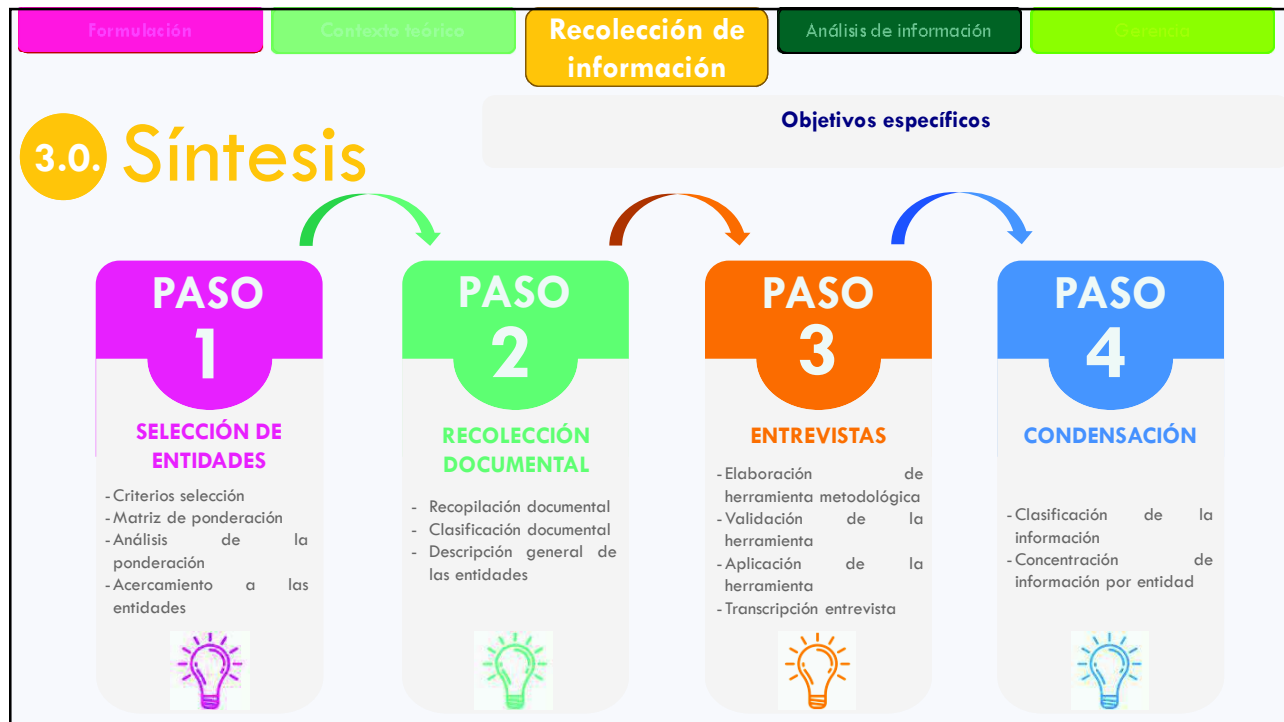 Formulación
Contexto teórico
Recolección de
información
Análisis de información
Gerencia
Objetivos específicos
3.0. Síntesis
PASO
1
SELECCIÓN DE
ENTIDADES
- Criterios selección
- Matriz de ponderación
- Análisis de la
ponderación
- Acercamiento a las
entidades
PASO
2
RECOLECCIÓN
DOCUMENTAL
- Recopilación documental
- Clasificación documental
- Descripción general de
las entidades
PASO
3
ENTREVISTAS
- Elaboración de
herramienta metodológica
- Validación de la
herramienta
- Aplicación de la
herramienta
- Transcripción entrevista
PASO
4
CONDENSACIÓN
- Clasificación de la
información
- Concentración de
información por entidad